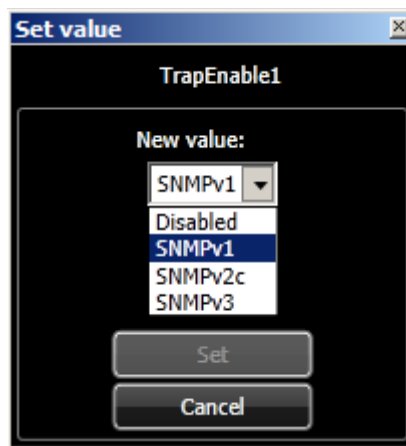 Set value
TrapEnable1
New value:
SNMPv1
Disabled
SNMPv1
SNMPv2c
SNMPv3
Set
Cancel